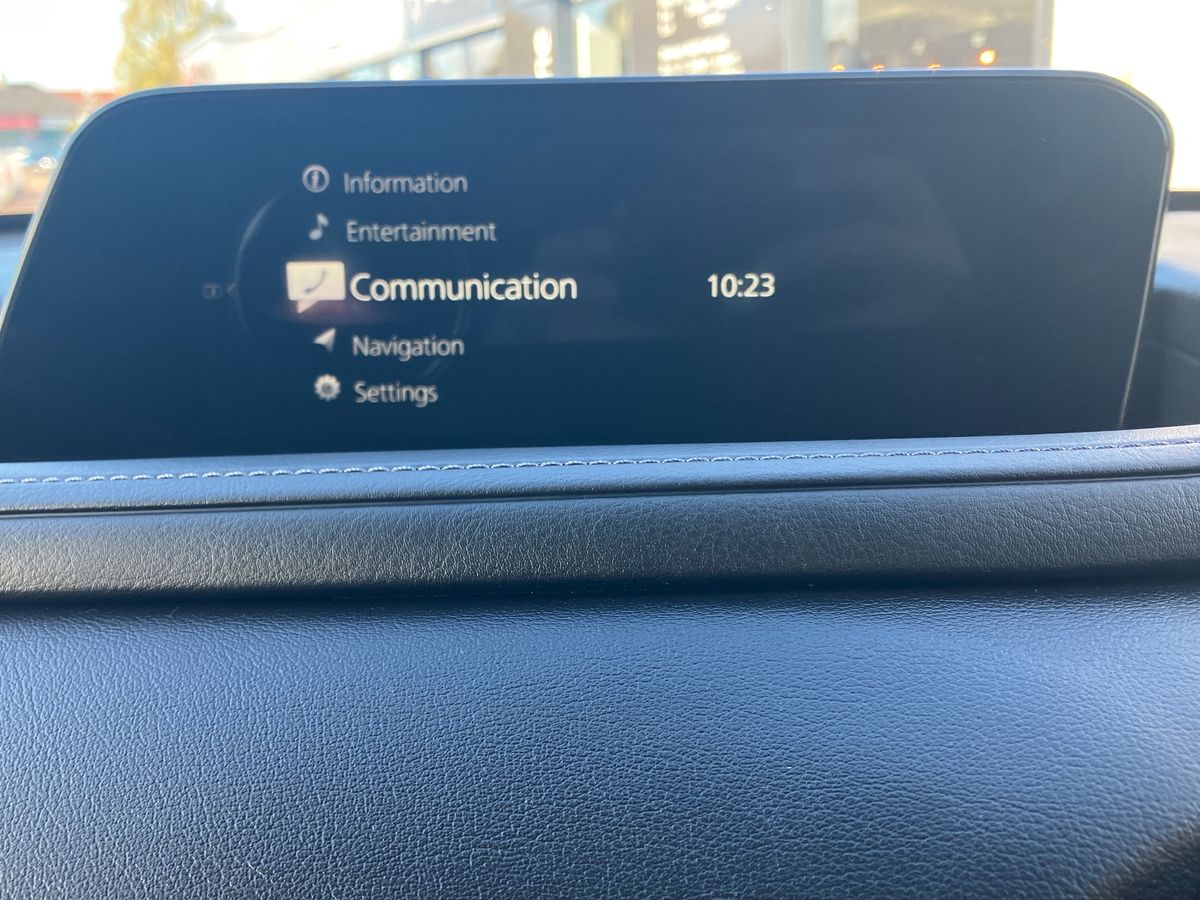 Information
Entertainment
Communication
10:23
Navigation
Settings